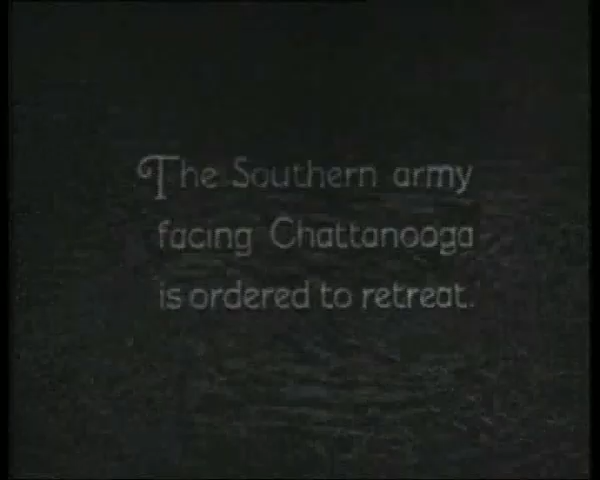 The Southern army
facing Chattanooga
is ordered to retreat.